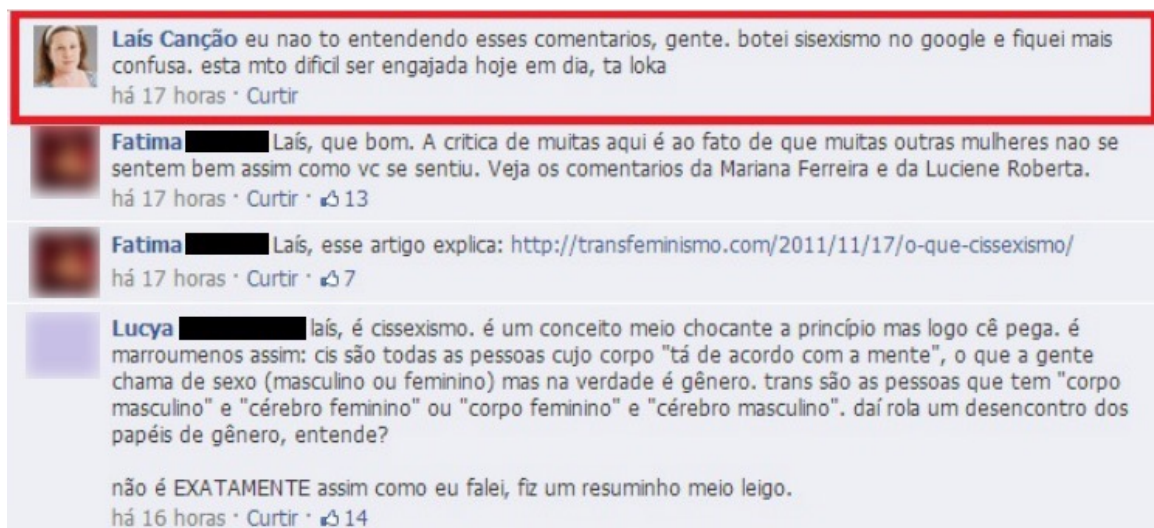 Laís Canção eu nao to entendendo esses comentarios, gente. botei sisexismo no google e fiquei mais
confusa. esta mto dificil ser engajada hoje em dia, ta loka
há 17 horas · Curtir
Fatima Laís, que bom. A critica de muitas aqui é ao fato de que muitas outras mulheres nao se
sentem bem assim como vc se sentiu. Veja os comentarios da Mariana Ferreira e da Luciene Roberta.
há 17 horas · Curtir · 13
Fatima Laís, esse artigo explica: http://transfeminismo.com/2011/11/17/o-que-cissexismo/
há 17 horas · Curtir · 7
Lucya laís, é cissexismo. é um conceito meio chocante a princípio mas logo cê pega. é
marroumenos assim: cis são todas as pessoas cujo corpo "tá de acordo com a mente", o que a gente
chama de sexo (masculino ou feminino) mas na verdade é gênero. trans são as pessoas que tem "corpo
masculino" e "cérebro feminino" ou "corpo feminino" e "cérebro masculino". daí rola um desencontro dos
papéis de gênero, entende?
não é EXATAMENTE assim como eu falei, fiz um resuminho meio leigo.
há 16 horas · Curtir · 14